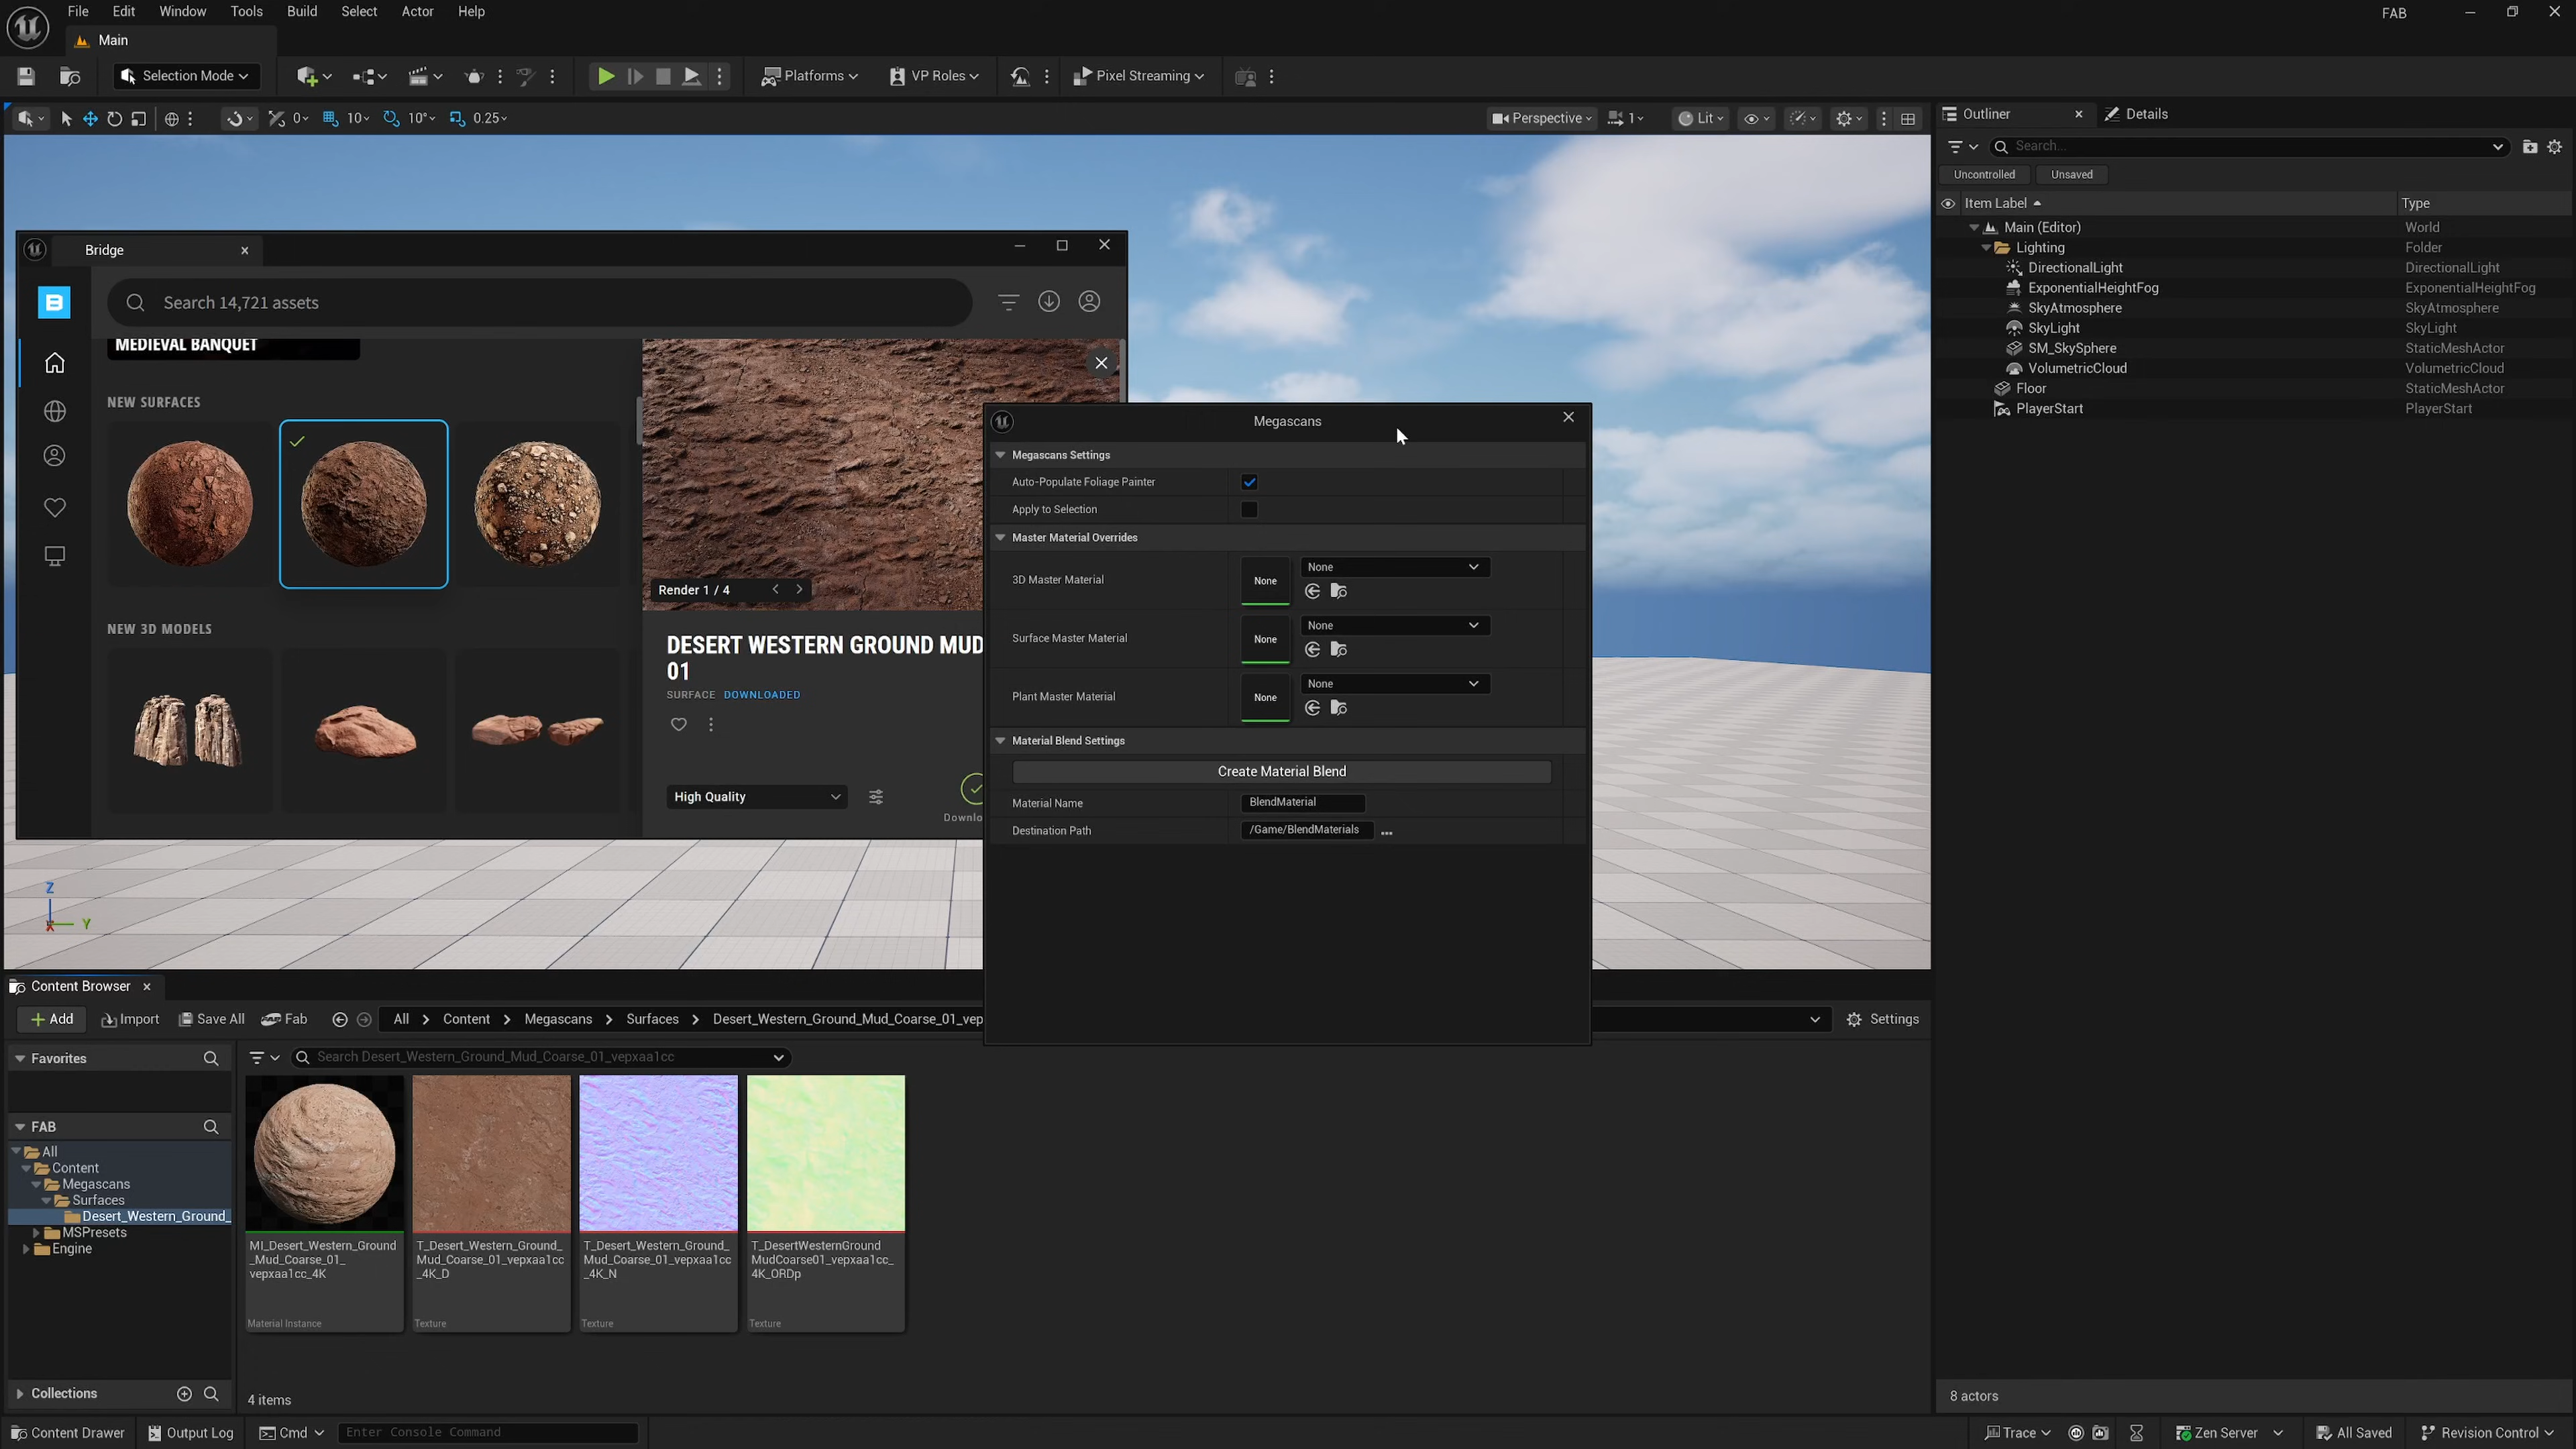 File Edit Window Tools Build Select Actor Help
FAB
Main
Selection Mode
Platforms
VP Roles
Pixel Streaming
0
10
10°
0.25
Perspective
1
Lit
Outliner
Details
Search...
Uncontrolled
Unsaved
Item Label
Type
Main (Editor)
World
Lighting
Folder
DirectionalLight
DirectionalLight
ExponentialHeightFog
ExponentialHeightFog
SkyAtmosphere
SkyAtmosphere
SkyLight
SkyLight
SM_SkySphere
StaticMeshActor
VolumetricCloud
VolumetricCloud
Floor
StaticMeshActor
PlayerStart
PlayerStart
8 actors
Bridge
Search 14,721 assets
MEDIEVAL BANQUET
NEW SURFACES
NEW 3D MODELS
Render 1 / 4
DESERT WESTERN GROUND MUD
01
SURFACE DOWNLOADED
High Quality
Downlo
Megascans
Megascans Settings
Auto-Populate Foliage Painter
Apply to Selection
Master Material Overrides
3D Master Material
None
None
Surface Master Material
None
None
Plant Master Material
None
None
Material Blend Settings
Create Material Blend
Material Name
BlendMaterial
Destination Path
/Game/BlendMaterials
...
Z
X
Y
Content Browser
Add
Import
Save All
Fab
All > Content > Megascans > Surfaces > Desert_Western_Ground_Mud_Coarse_01_vep
Settings
Favorites
Search Desert_Western_Ground_Mud_Coarse_01_vepxaa1cc
FAB
All
Content
Megascans
Surfaces
Desert_Western_Ground_
MSPresets
Engine
Collections
MI_Desert_Western_Ground
_Mud_Coarse_01_
vepxaa1cc_4K
Material Instance
T_Desert_Western_Ground_
Mud_Coarse_01_vepxaa1cc
_4K_D
Texture
T_Desert_Western_Ground_
Mud_Coarse_01_vepxaa1cc
_4K_N
Texture
T_DesertWesternGround
MudCoarse01_vepxaa1cc_
4K_ORDp
Texture
4 items
Content Drawer
Output Log
Cmd
Enter Console Command
Trace
Zen Server
All Saved
Revision Control